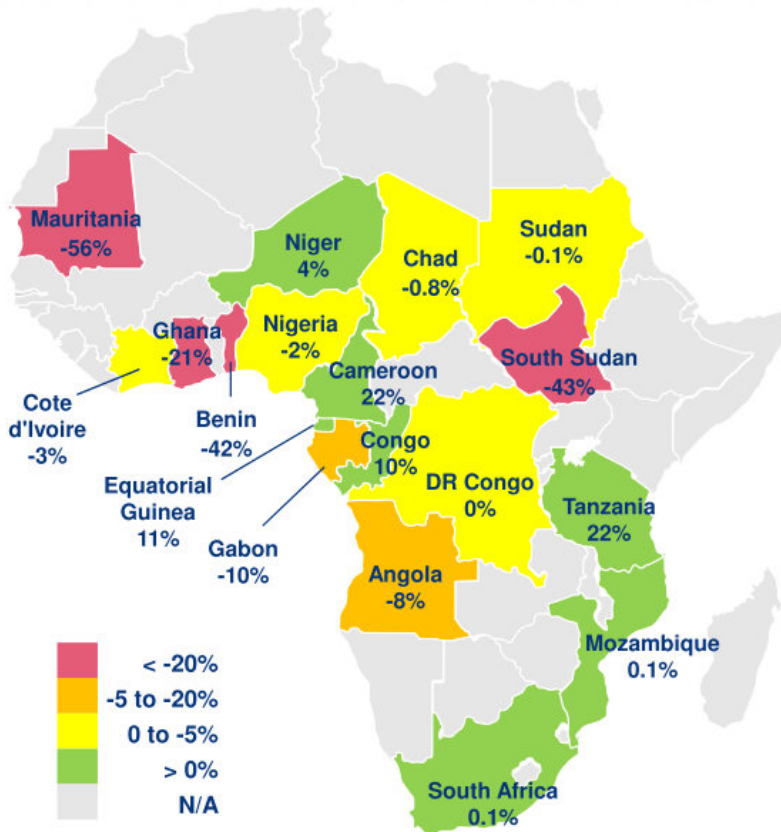 Mauritania
-56%
Niger
4%
Chad
-0.8%
Sudan
-0.1%
Ghana
-21%
Nigeria
-2%
Cameroon
22%
South Sudan
-43%
Cote
d'Ivoire
-3%
Benin
-42%
Equatorial
Guinea
11%
Gabon
-10%
Congo
10%
DR Congo
0%
Tanzania
22%
Angola
-8%
Mozambique
0.1%
South Africa
0.1%
< -20%
-5 to -20%
0 to -5%
> 0%
N/A